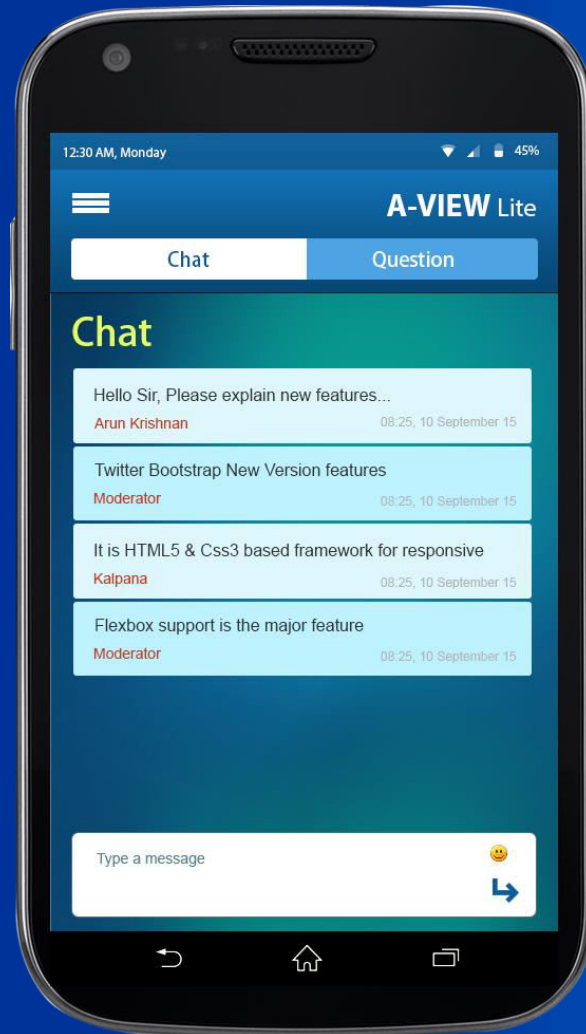 12:30 AM, Monday 45%
A-VIEW Lite
Chat Question
Chat
Hello Sir, Please explain new features...
Arun Krishnan 08:25, 10 September 15
Twitter Bootstrap New Version features
Moderator 08:25, 10 September 15
It is HTML5 & Css3 based framework for responsive
Kalpana 08:25, 10 September 15
Flexbox support is the major feature
Moderator 08:25, 10 September 15
Type a message